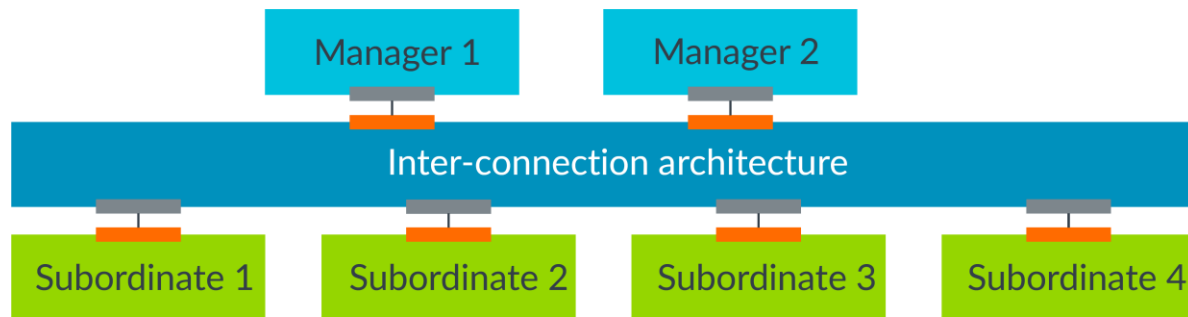 Manager 1
Manager 2
Inter-connection architecture
Subordinate 1
Subordinate 2
Subordinate 3
Subordinate 4